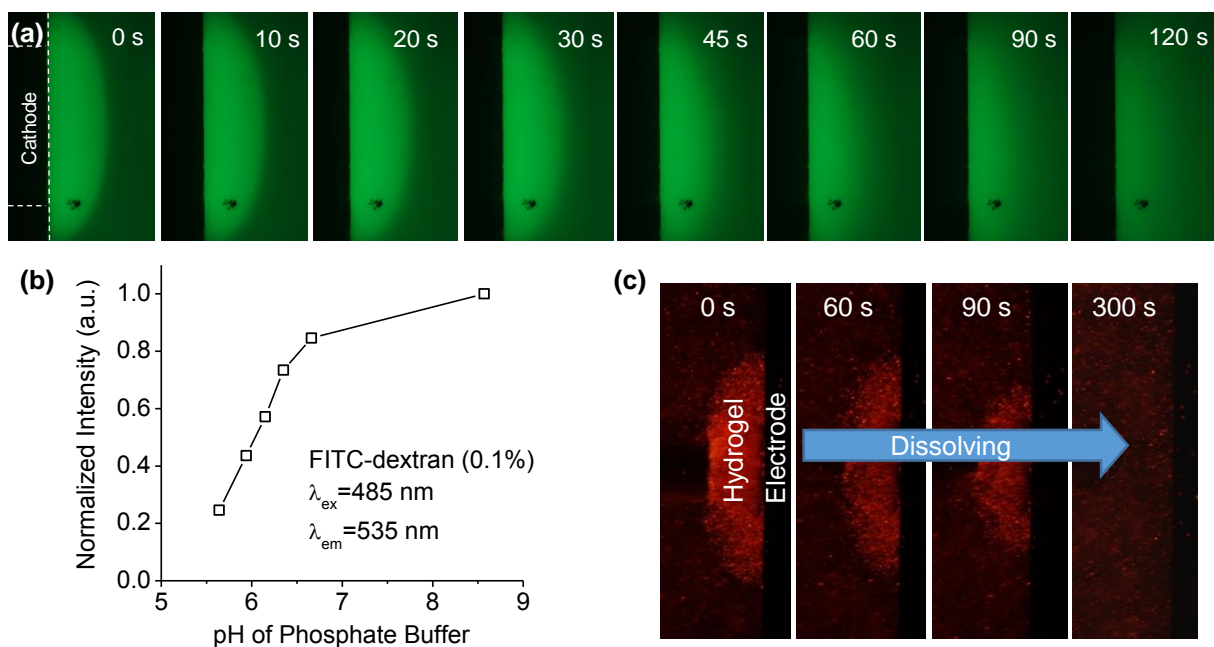 (a)
0 s
10 s
20 s
30 s
45 s
60 s
90 s
120 s
Cathode
(b)
Normalized Intensity (a.u.)
1.0
0.8
0.6
0.4
0.2
0.0
5
6
7
8
9
pH of Phosphate Buffer
FITC-dextran (0.1%)
λex=485 nm
λem=535 nm
(c)
0 s
60 s
90 s
300 s
Hydrogel
Electrode
Dissolving